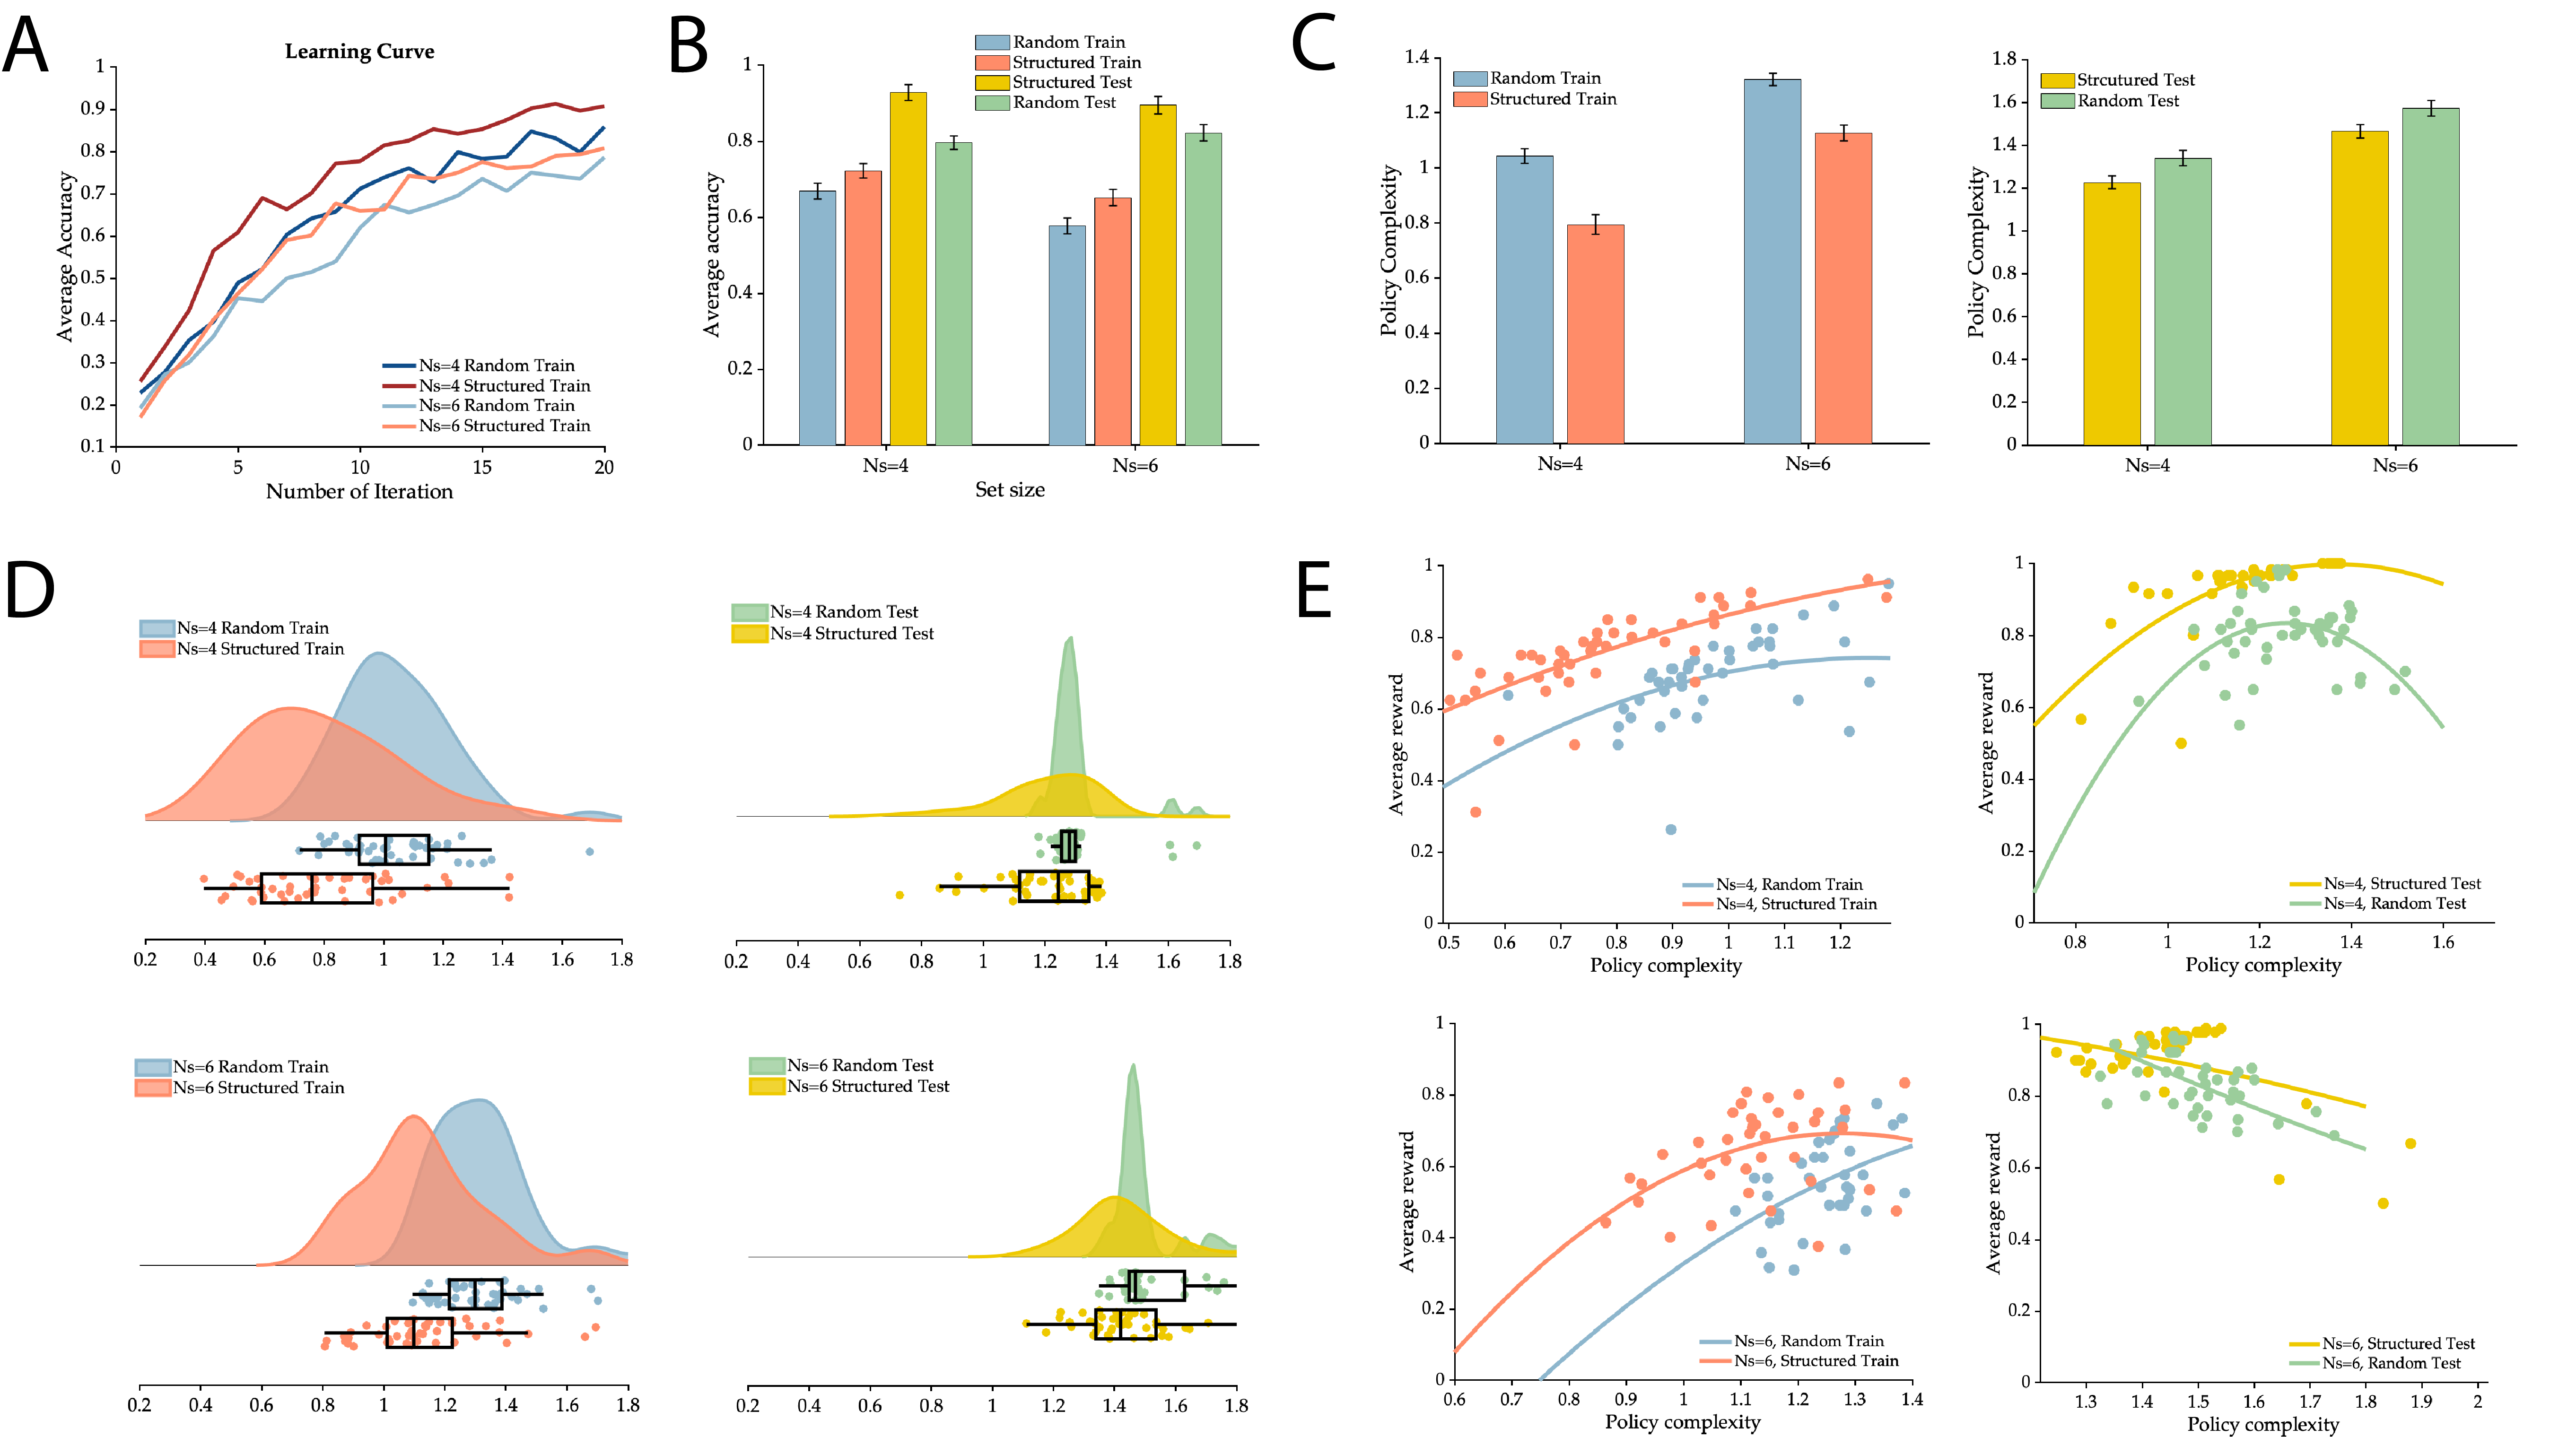 A
Learning Curve
Average Accuracy
1
0.9
0.8
0.7
0.6
0.5
0.4
0.3
0.2
0.1
0 5 10 15 20
Number of Iteration
Ns=4 Random Train
Ns=4 Structured Train
Ns=6 Random Train
Ns=6 Structured Train
B
Random Train
Structured Train
Structured Test
Random Test
Average accuracy
1
0.8
0.6
0.4
0.2
0
Ns=4 Ns=6
Set size
C
Random Train
Structured Train
Policy Complexity
1.4
1.2
1
0.8
0.6
0.4
0.2
0
Ns=4 Ns=6
Strcutured Test
Random Test
Policy Complexity
1.8
1.6
1.4
1.2
1
0.8
0.6
0.4
0.2
0
Ns=4 Ns=6
D
Ns=4 Random Train
Ns=4 Structured Train
0.2 0.4 0.6 0.8 1 1.2 1.4 1.6 1.8
Ns=4 Random Test
Ns=4 Structured Test
0.2 0.4 0.6 0.8 1 1.2 1.4 1.6 1.8
Ns=6 Random Train
Ns=6 Structured Train
0.2 0.4 0.6 0.8 1 1.2 1.4 1.6 1.8
Ns=6 Random Test
Ns=6 Structured Test
0.2 0.4 0.6 0.8 1 1.2 1.4 1.6 1.8
E
Average reward
1
0.8
0.6
0.4
0.2
0
Ns=4, Random Train
Ns=4, Structured Train
0.5 0.6 0.7 0.8 0.9 1 1.1 1.2
Policy complexity
Average reward
1
0.8
0.6
0.4
0.2
0
Ns=4, Structured Test
Ns=4, Random Test
0.8 1 1.2 1.4 1.6
Policy complexity
Average reward
1
0.8
0.6
0.4
0.2
0
Ns=6, Random Train
Ns=6, Structured Train
0.6 0.7 0.8 0.9 1 1.1 1.2 1.3 1.4
Policy complexity
Average reward
1
0.8
0.6
0.4
0.2
0
Ns=6, Structured Test
Ns=6, Random Test
1.3 1.4 1.5 1.6 1.7 1.8 1.9 2
Policy complexity